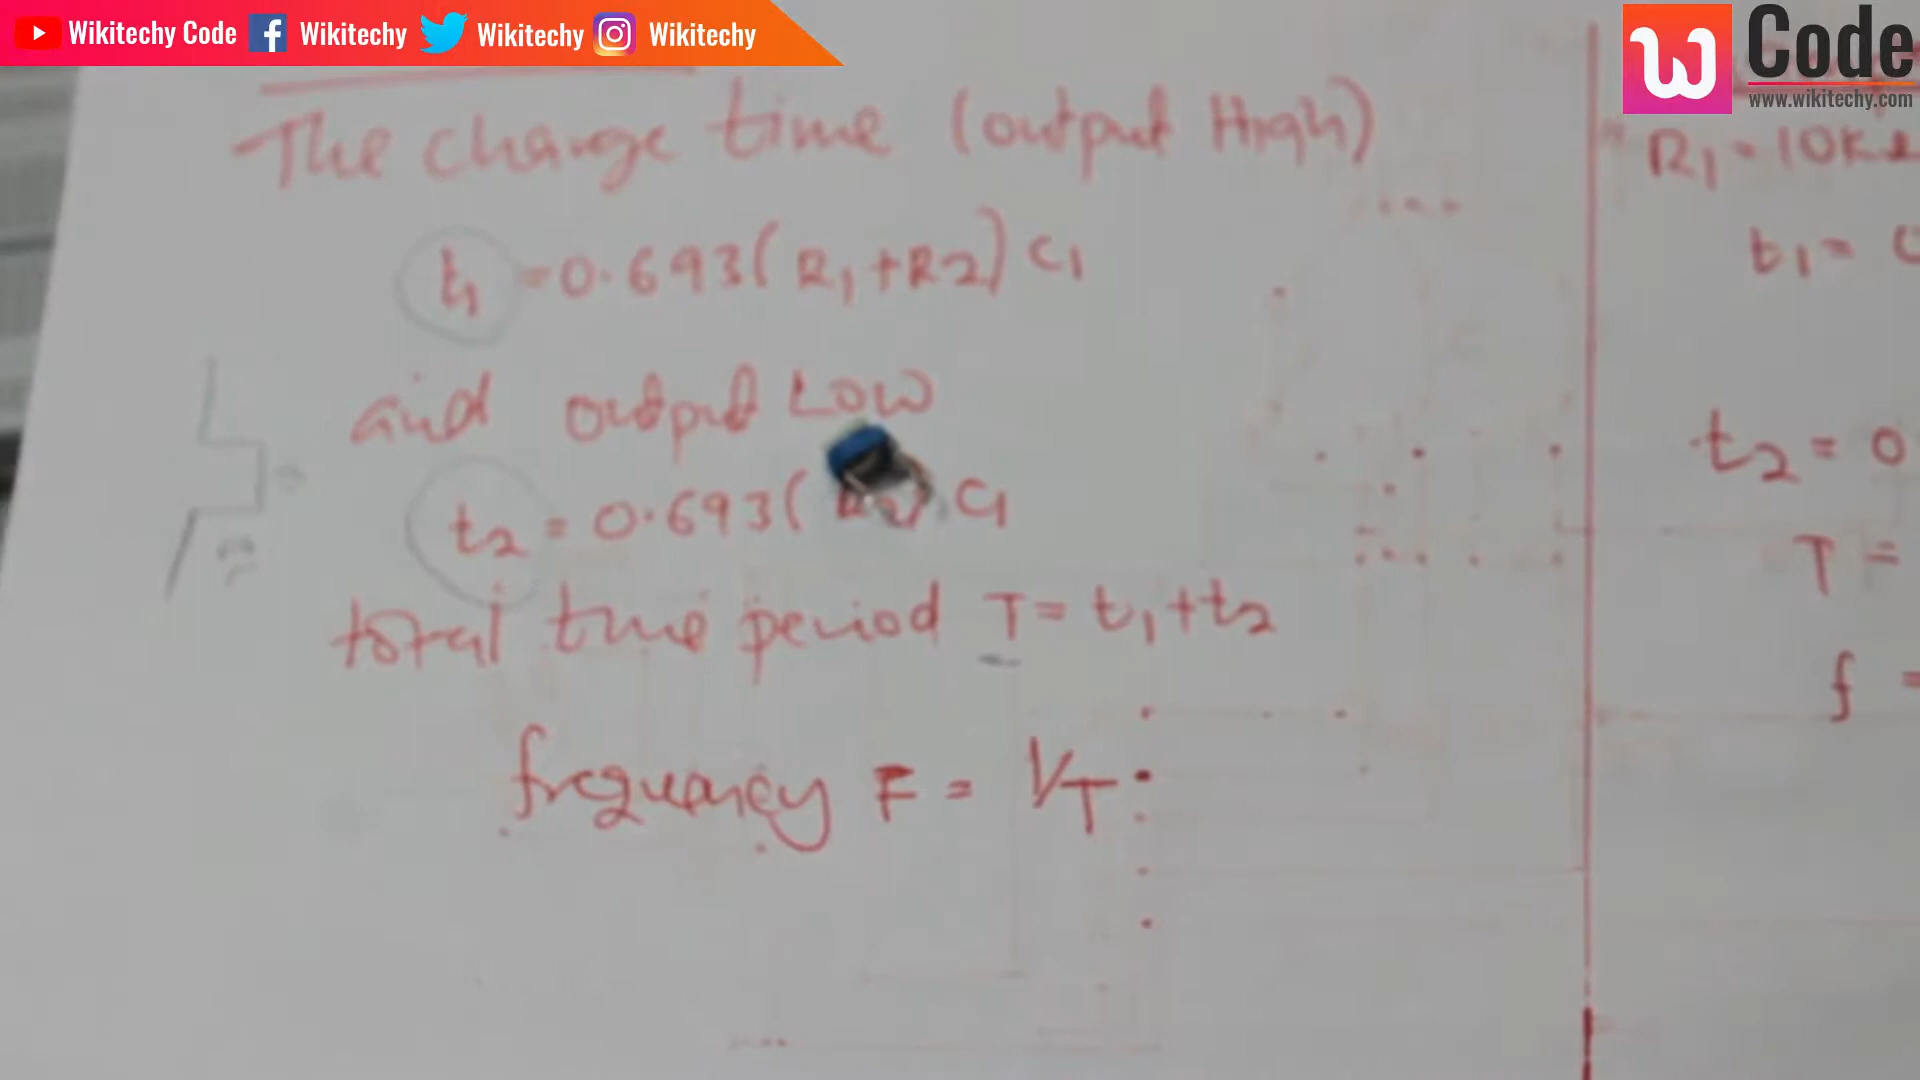 Wikitechy Code Wikitechy Wikitechy Wikitechy
W Code
www.wikitechy.com
The charge time (output High)
t1 = 0.693(R1+R2) C1
and output Low
t2 = 0.693(R2) C1
total time period T = t1+t2
frequency F = 1/T
R1 = 10K
t1 =
t2 = 0
T =
f =